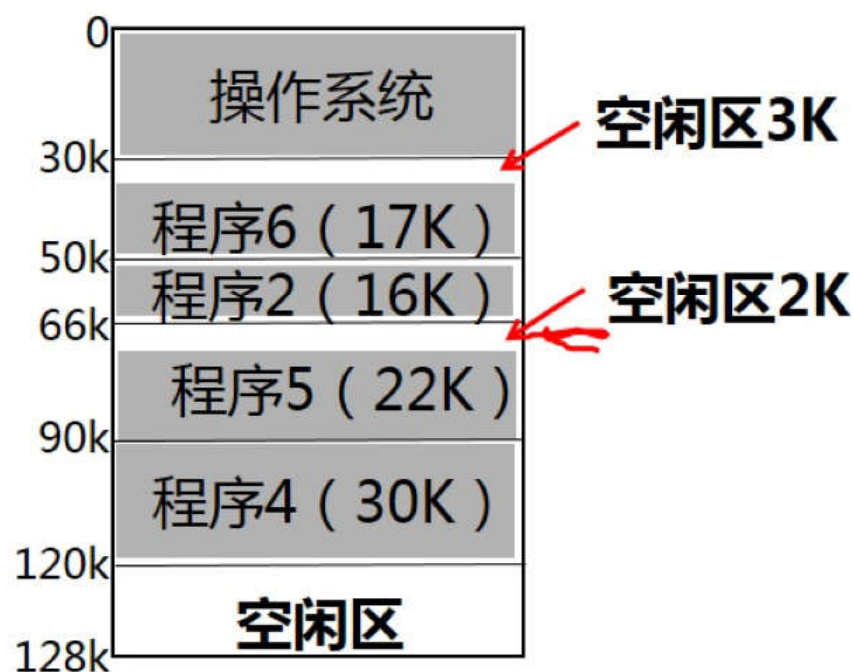 0
操作系统
空闲区3K
30k
程序6（17K）
50k
程序2（16K）
空闲区2K
66k
程序5（22K）
90k
程序4（30K）
120k
空闲区
128k